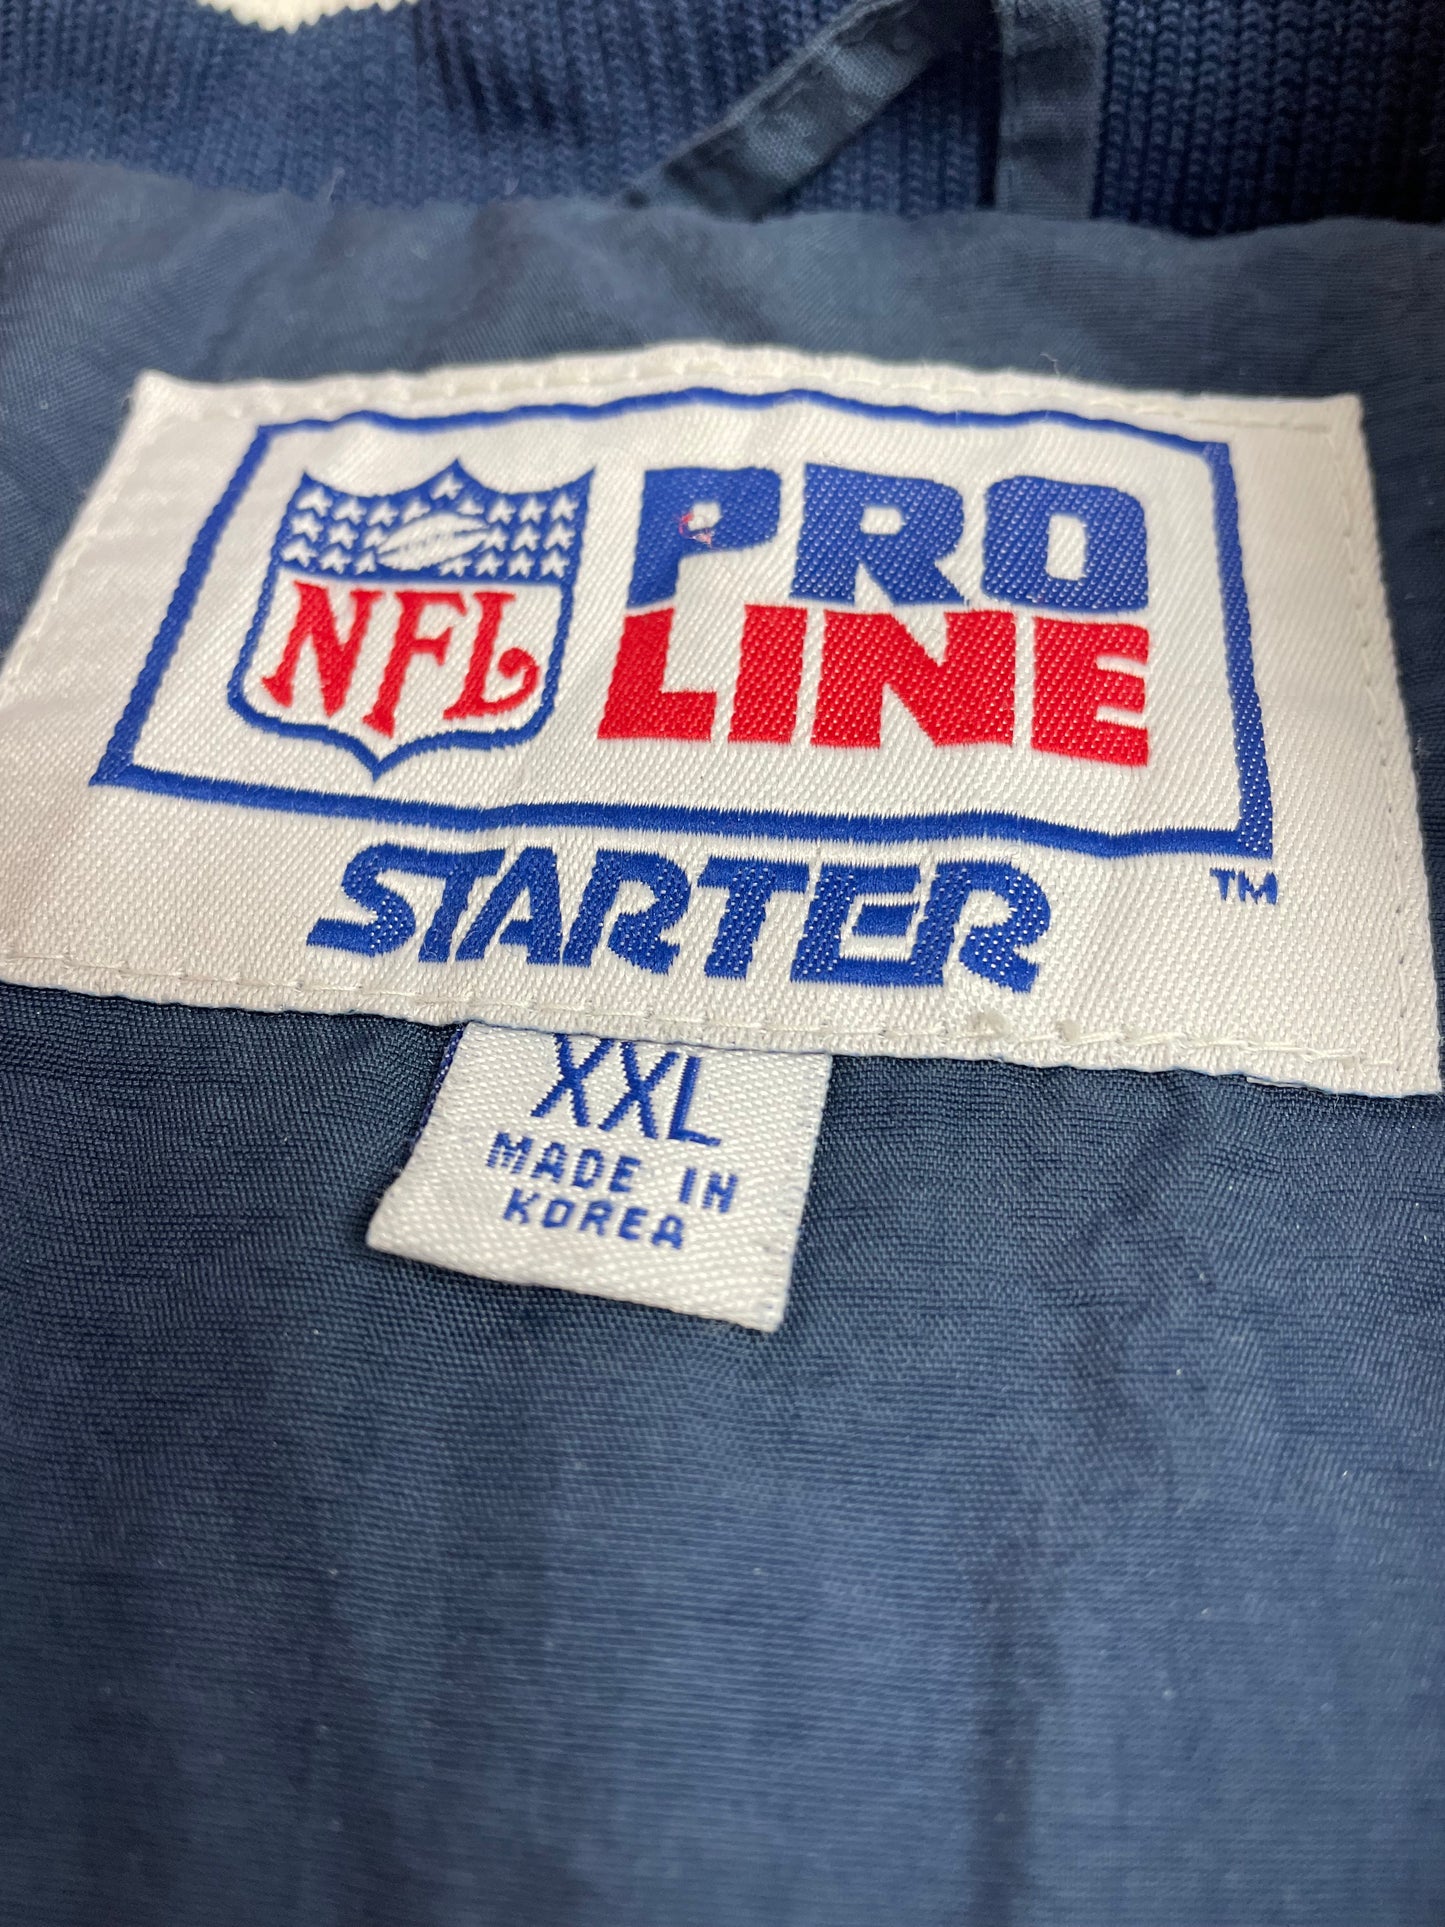 NFL
PRO
LINE
STARTER
TM
XXL
MADE IN
KOREA